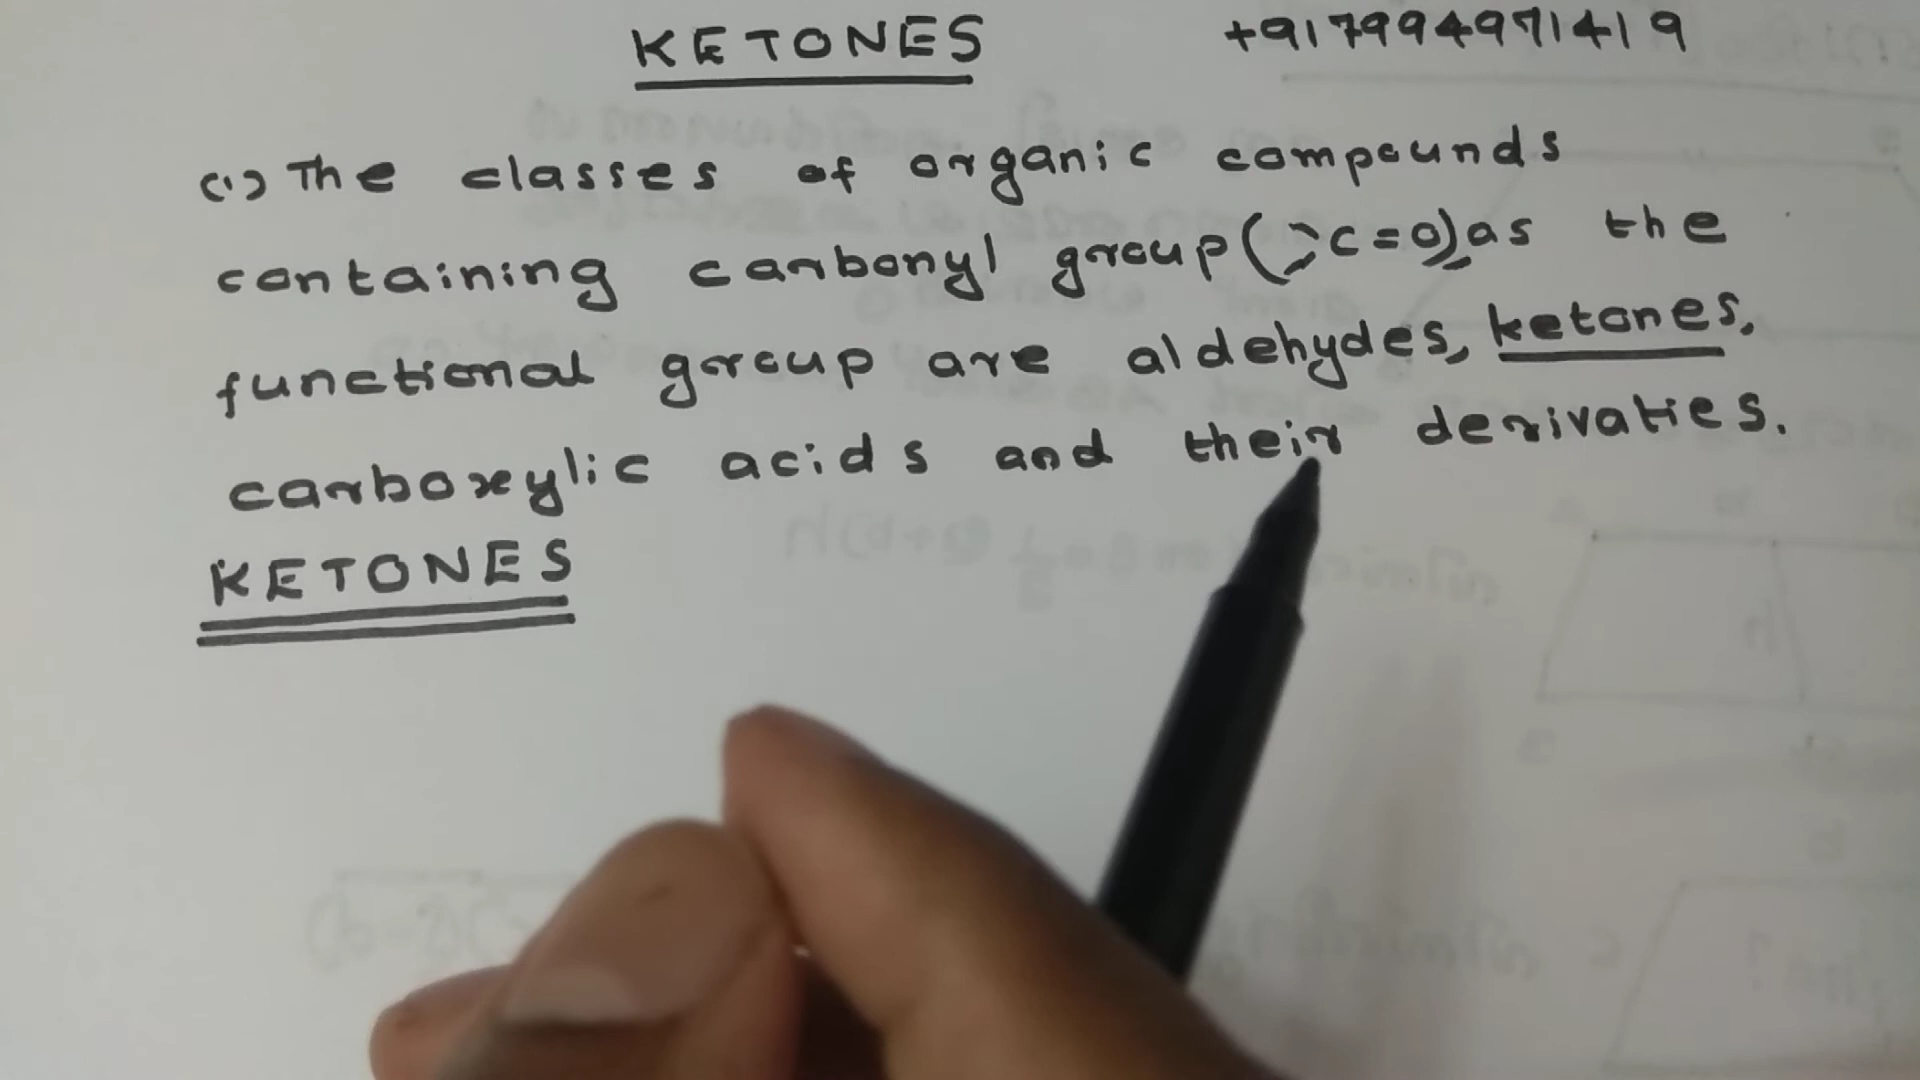 KETONES +917994971419
(1) The classes of organic compounds
containing carbonyl group (>C=O) as the
functional group are aldehydes, ketones,
carboxylic acids and their derivaties.
KETONES